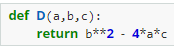 def D(a,b,c):
    return b**2 - 4*a*c